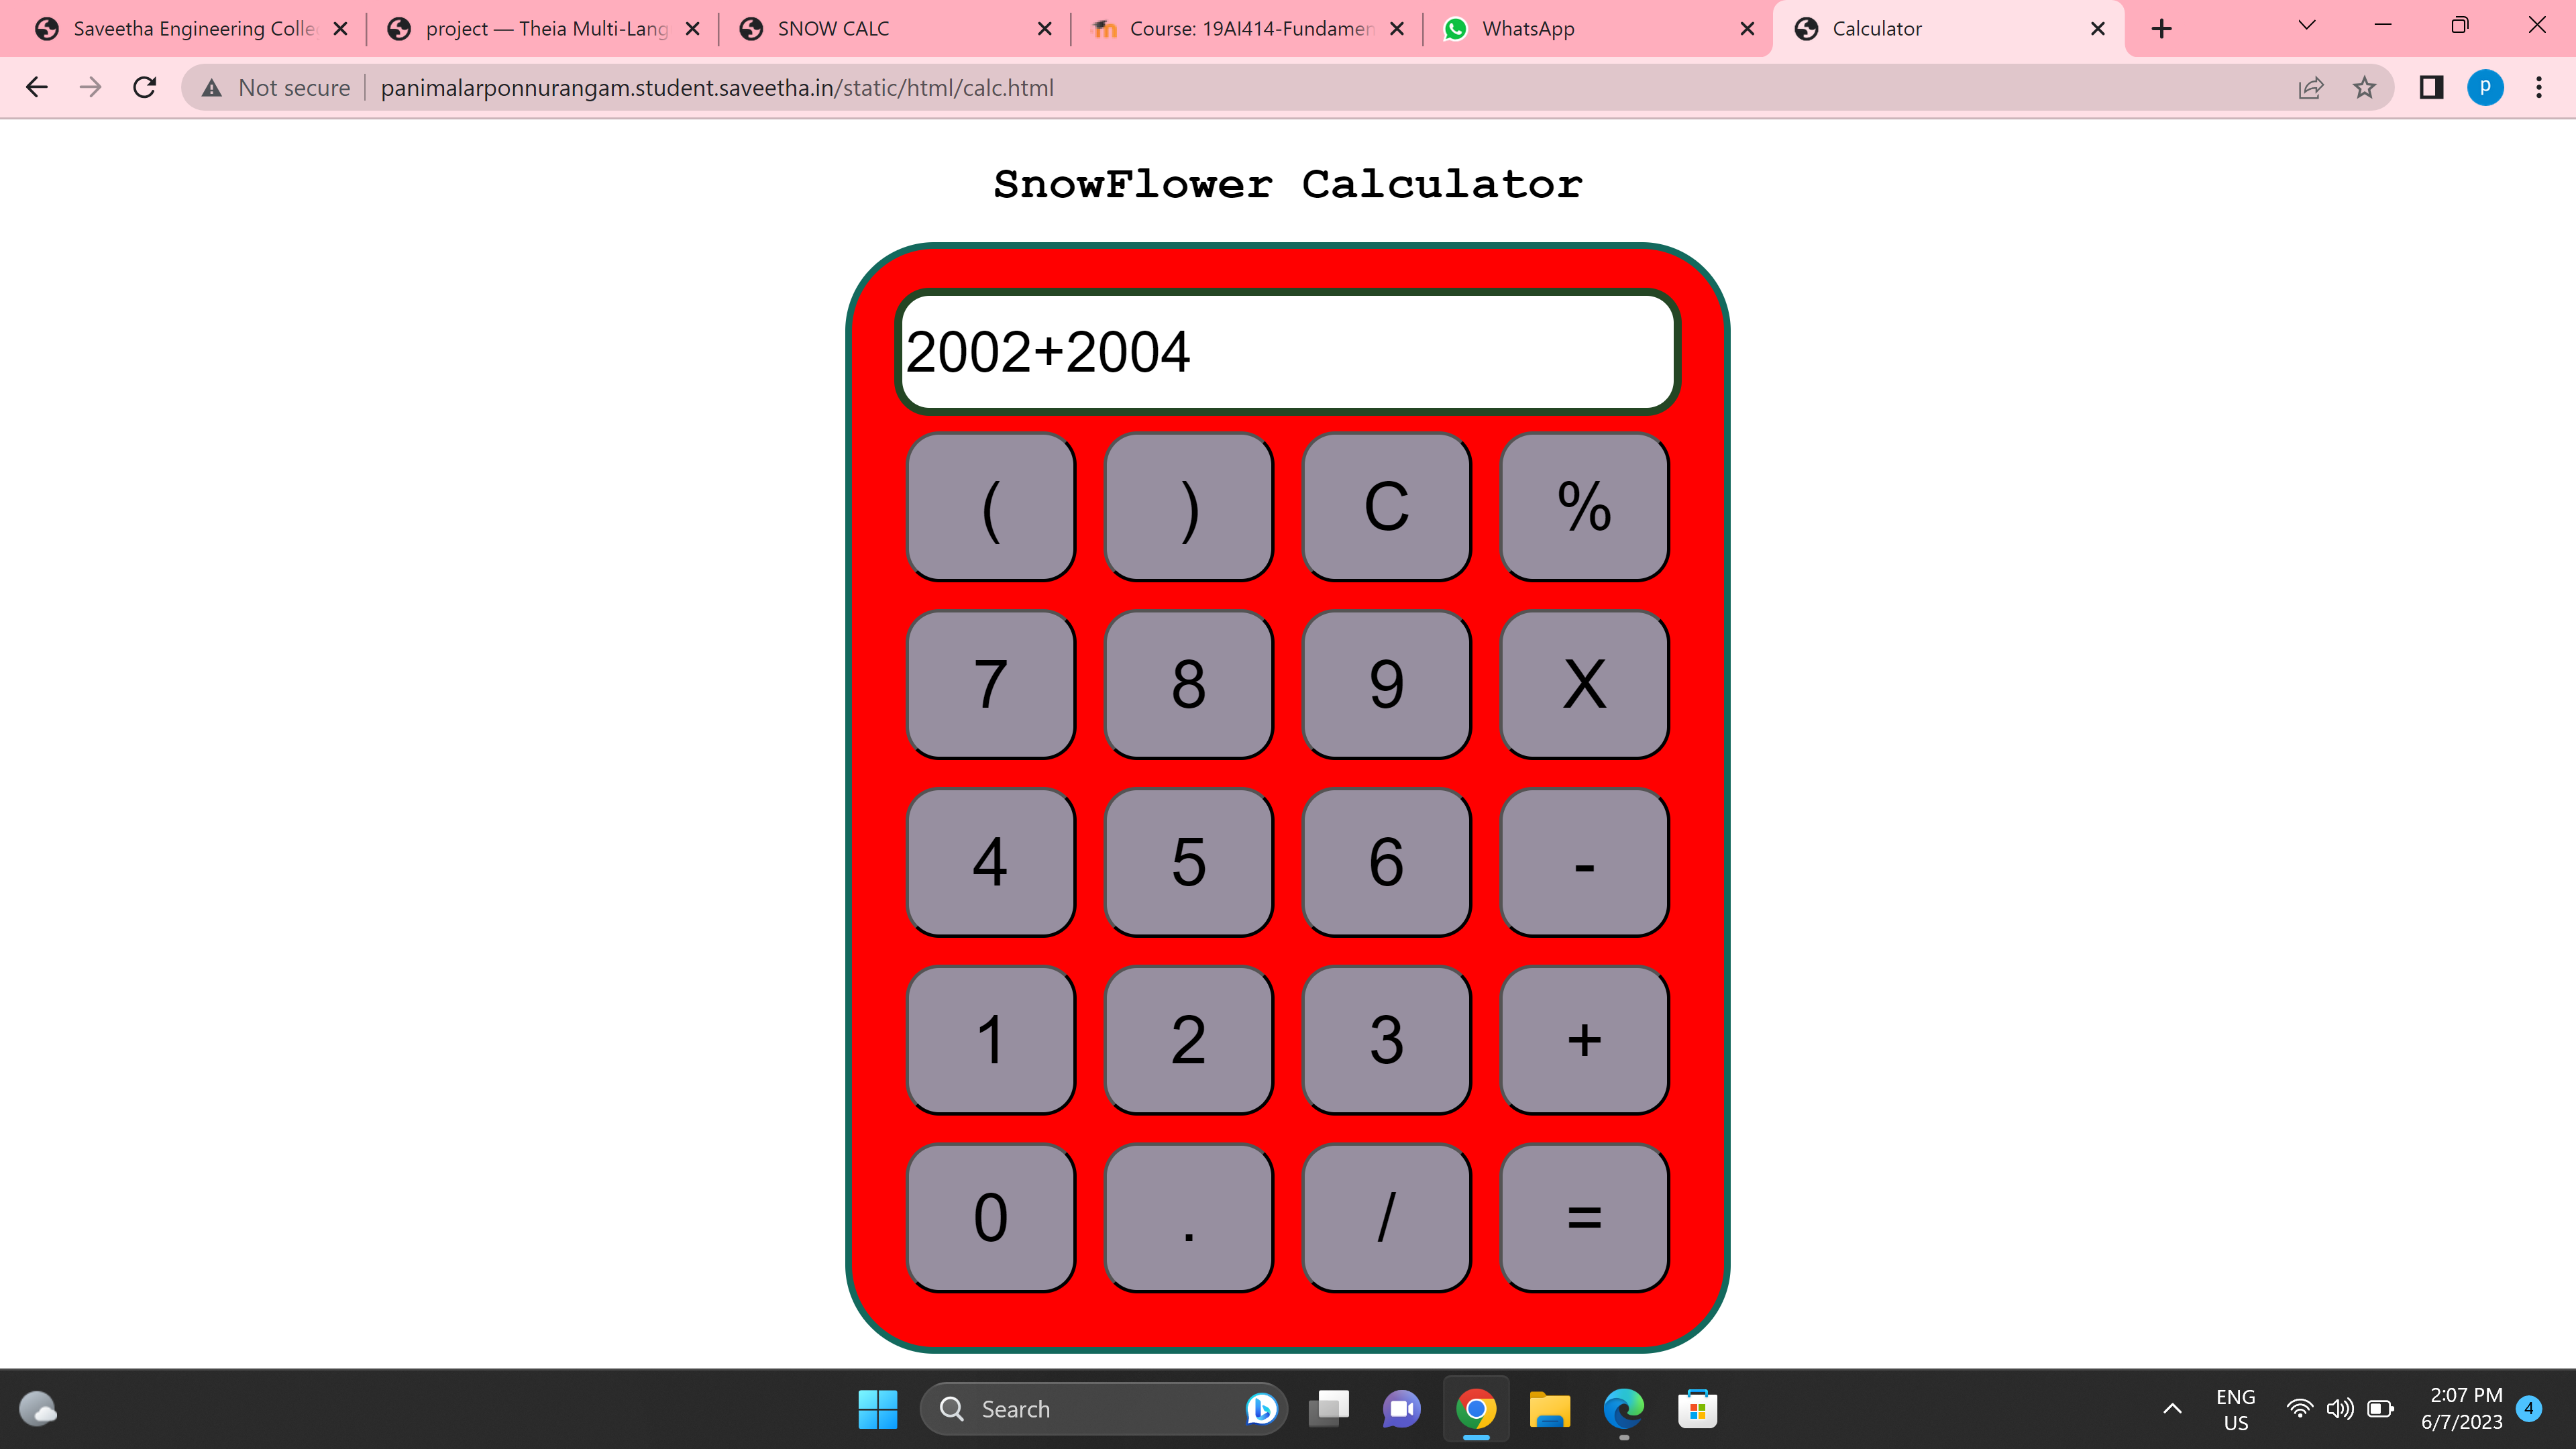 Saveetha Engineering Colle
project — Theia Multi-Lang
SNOW CALC
Course: 19AI414-Fundamen
WhatsApp
Calculator
Not secure
panimalarponnurangam.student.saveetha.in/static/html/calc.html
p
SnowFlower Calculator
2002+2004
( ) C %
7 8 9 X
4 5 6 -
1 2 3 +
0 . / =
Search
ENG
US
2:07 PM
6/7/2023
4